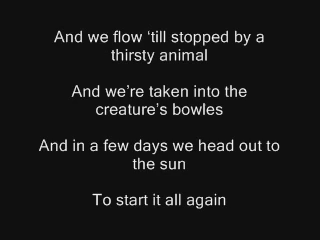 And we flow ‘till stopped by a
thirsty animal
And we’re taken into the
creature’s bowles
And in a few days we head out to
the sun
To start it all again